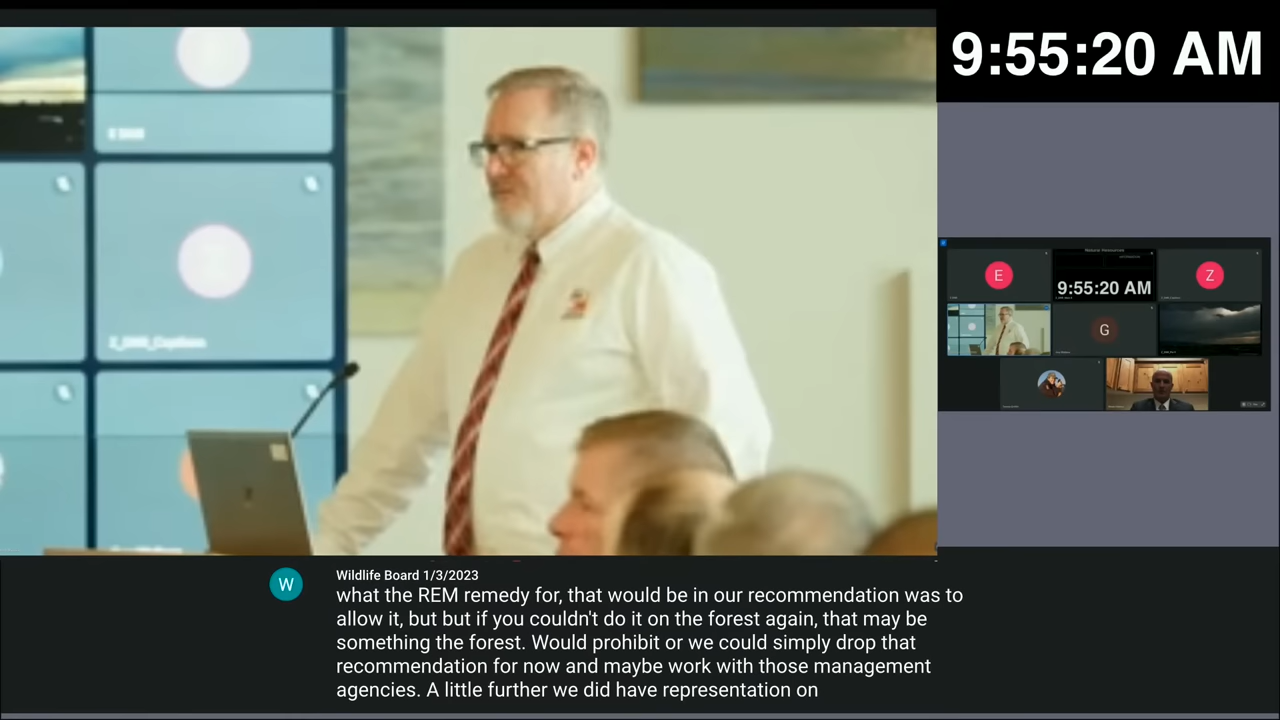 9:55:20 AM
E
9:55:20 AM
Z
G
W
Wildlife Board 1/3/2023
what the REM remedy for, that would be in our recommendation was to
allow it, but but if you couldn't do it on the forest again, that may be
something the forest. Would prohibit or we could simply drop that
recommendation for now and maybe work with those management
agencies. A little further we did have representation on